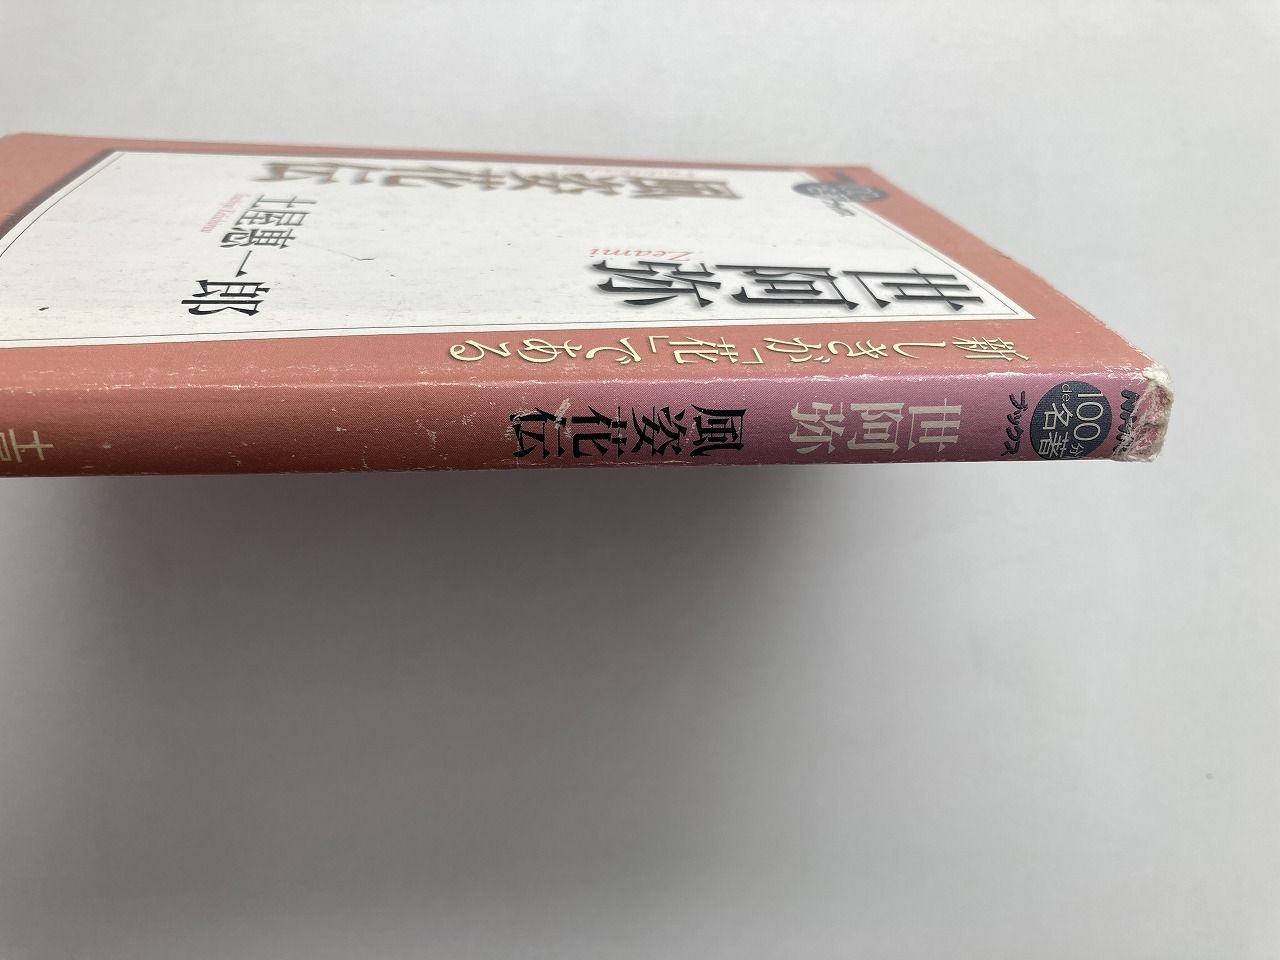 新しきが「花」である
世阿弥
Zeami
風姿花伝
土屋惠一郎
100分
de
名著
ブックス
世阿弥
風姿花伝
土